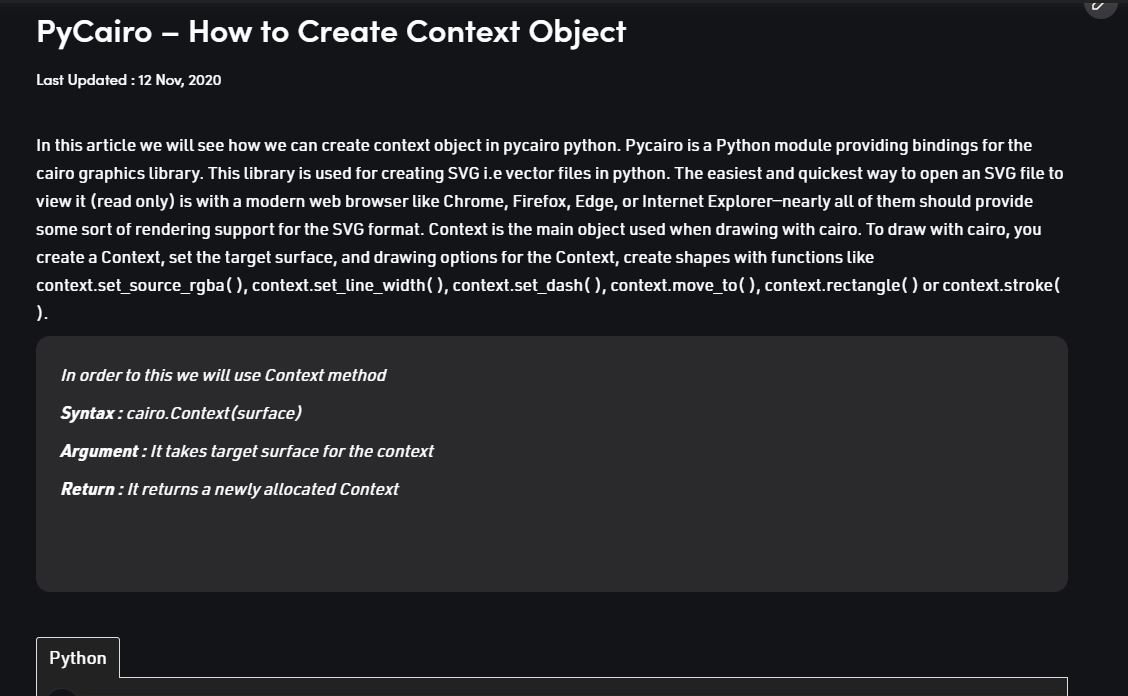 PyCairo – How to Create Context Object
Last Updated : 12 Nov, 2020
In this article we will see how we can create context object in pycairo python. Pycairo is a Python module providing bindings for the
cairo graphics library. This library is used for creating SVG i.e vector files in python. The easiest and quickest way to open an SVG file to
view it (read only) is with a modern web browser like Chrome, Firefox, Edge, or Internet Explorer—nearly all of them should provide
some sort of rendering support for the SVG format. Context is the main object used when drawing with cairo. To draw with cairo, you
create a Context, set the target surface, and drawing options for the Context, create shapes with functions like
context.set_source_rgba( ), context.set_line_width( ), context.set_dash( ), context.move_to( ), context.rectangle( ) or context.stroke(
).
In order to this we will use Context method
Syntax : cairo.Context(surface)
Argument : It takes target surface for the context
Return : It returns a newly allocated Context
Python